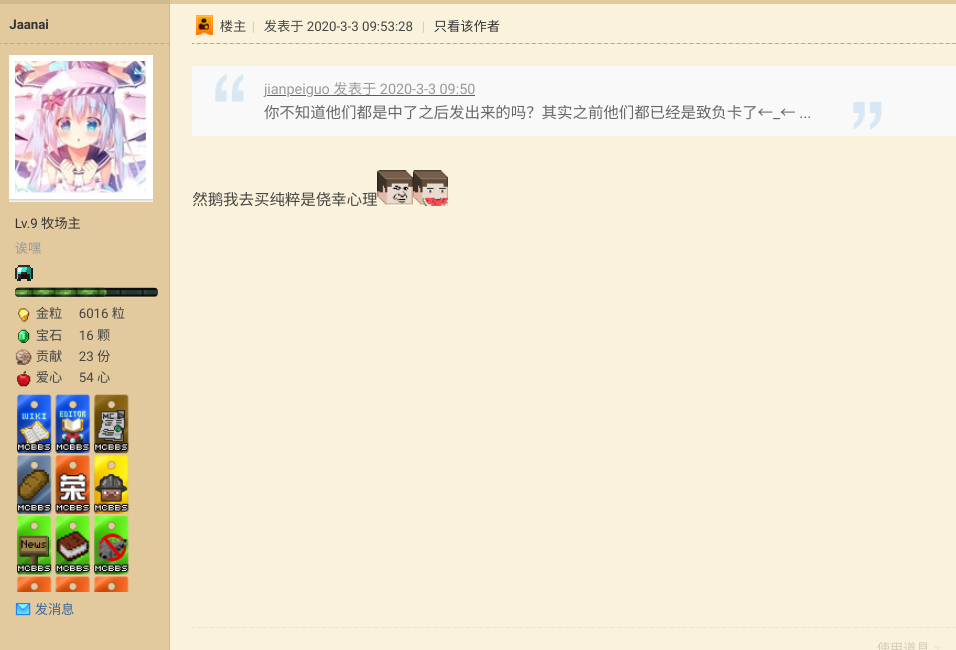 Jaanai
楼主 | 发表于 2020-3-3 09:53:28 | 只看该作者
jianpeiguo 发表于 2020-3-3 09:50
你不知道他们都是中了之后发出来的吗？其实之前他们都已经是致负卡了←_← ...
然鹅我去买纯粹是侥幸心理
Lv.9 牧场主
诶嘿
金粒 6016 粒
宝石 16 颗
贡献 23 份
爱心 54 心
WIKI EDITOR MC
MCBBS MCBBS MCBBS
荣
MCBBS MCBBS MCBBS
News
MCBBS MCBBS MCBBS
发消息
使用道具